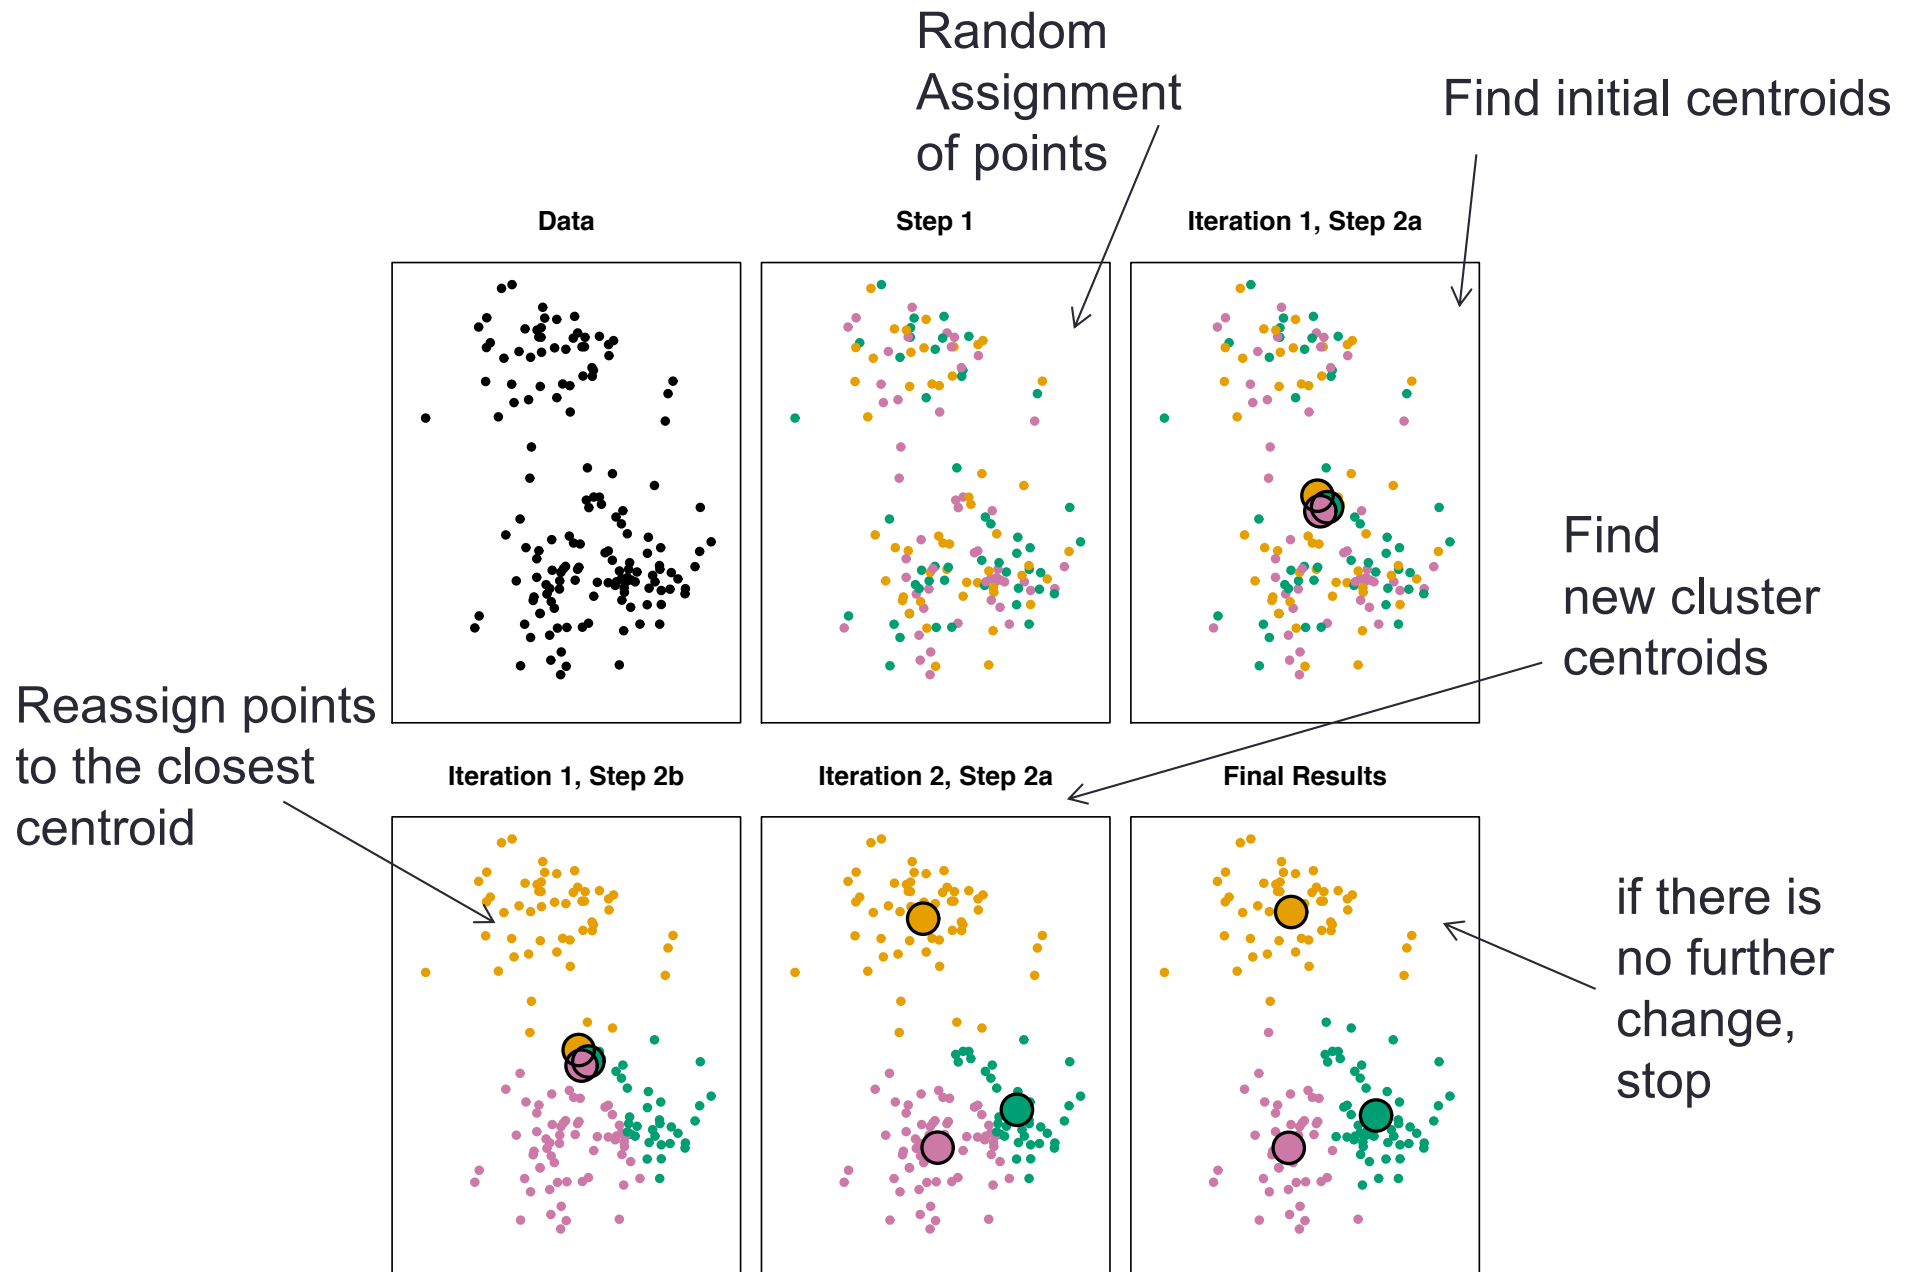 Random
Assignment
of points
Find initial centroids
Data
Step 1
Iteration 1, Step 2a
Find
new cluster
centroids
Reassign points
to the closest
centroid
Iteration 1, Step 2b
Iteration 2, Step 2a
Final Results
if there is
no further
change,
stop